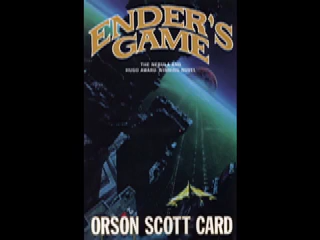 ENDER'S
GAME
THE NEBULA AND
HUGO AWARD-WINNING NOVEL
ORSON SCOTT CARD